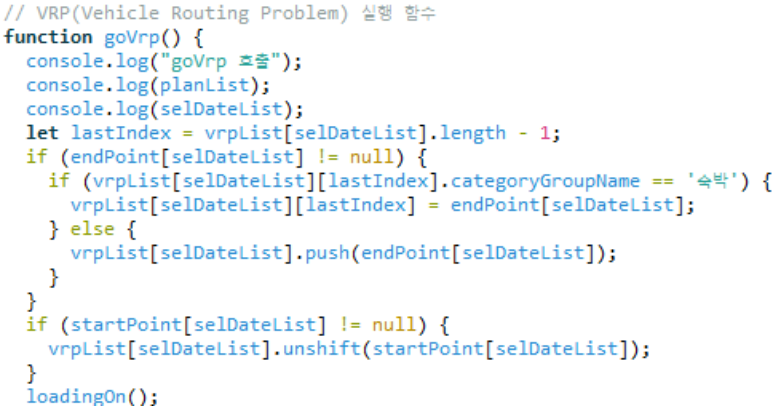 // VRP(Vehicle Routing Problem) 실행 함수
function goVrp() {
  console.log("goVrp 호출");
  console.log(planList);
  console.log(selDateList);
  let lastIndex = vrpList[selDateList].length - 1;
  if (endPoint[selDateList] != null) {
    if (vrpList[selDateList][lastIndex].categoryGroupName == '숙박') {
      vrpList[selDateList][lastIndex] = endPoint[selDateList];
    } else {
      vrpList[selDateList].push(endPoint[selDateList]);
    }
  }
  if (startPoint[selDateList] != null) {
    vrpList[selDateList].unshift(startPoint[selDateList]);
  }
  loadingOn();